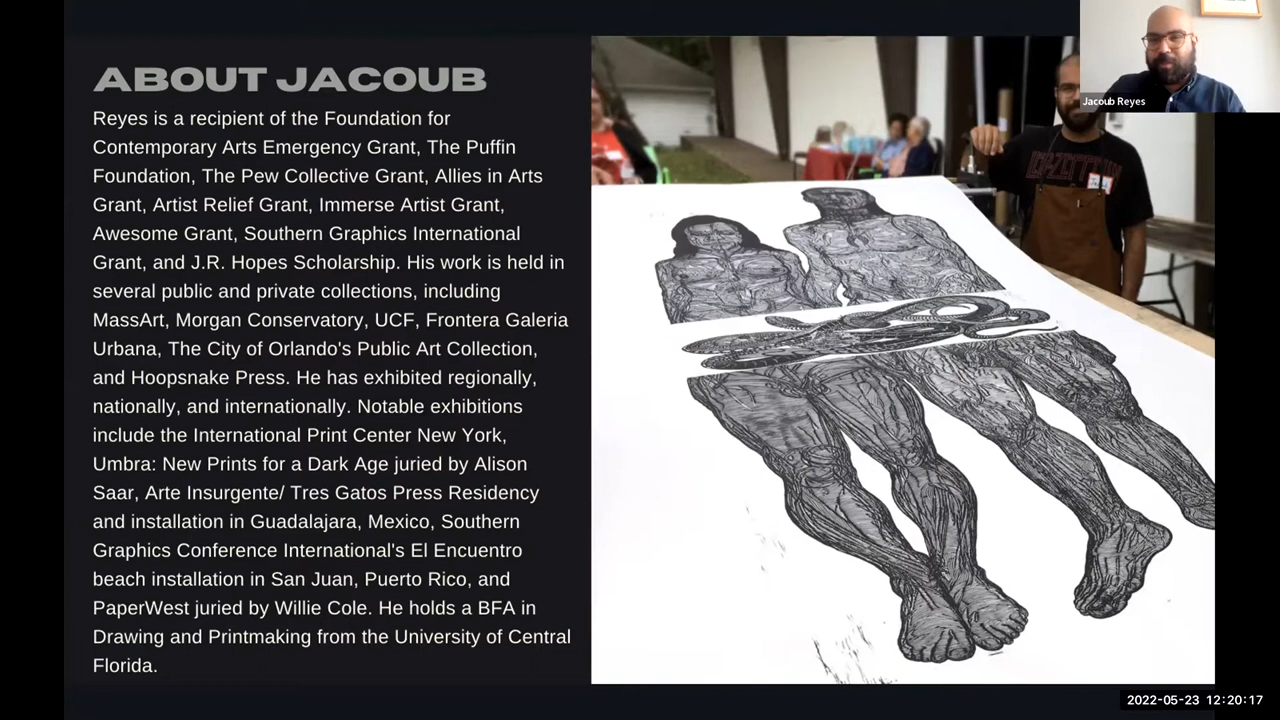 ABOUT JACOUB
Reyes is a recipient of the Foundation for
Contemporary Arts Emergency Grant, The Puffin
Foundation, The Pew Collective Grant, Allies in Arts
Grant, Artist Relief Grant, Immerse Artist Grant,
Awesome Grant, Southern Graphics International
Grant, and J.R. Hopes Scholarship. His work is held in
several public and private collections, including
MassArt, Morgan Conservatory, UCF, Frontera Galeria
Urbana, The City of Orlando's Public Art Collection,
and Hoopsnake Press. He has exhibited regionally,
nationally, and internationally. Notable exhibitions
include the International Print Center New York,
Umbra: New Prints for a Dark Age juried by Alison
Saar, Arte Insurgente/ Tres Gatos Press Residency
and installation in Guadalajara, Mexico, Southern
Graphics Conference International's El Encuentro
beach installation in San Juan, Puerto Rico, and
PaperWest juried by Willie Cole. He holds a BFA in
Drawing and Printmaking from the University of Central
Florida.
Jacoub Reyes
LED ZEPPELIN
2022-05-23 12:20:17